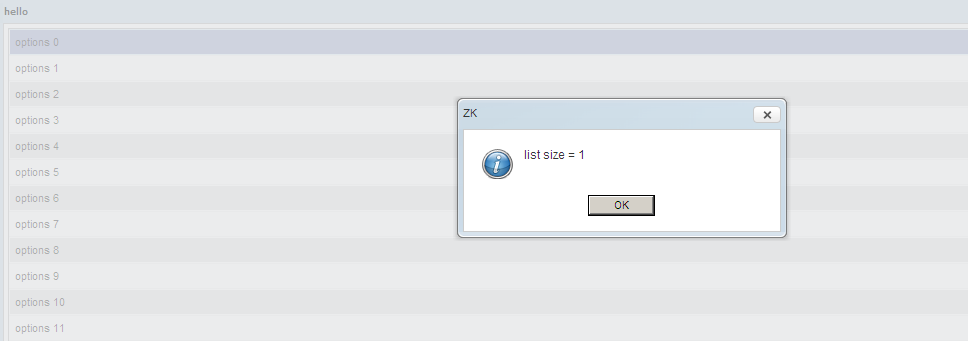 hello
options 0
options 1
options 2
options 3
options 4
options 5
options 6
options 7
options 8
options 9
options 10
options 11
ZK
list size = 1
OK